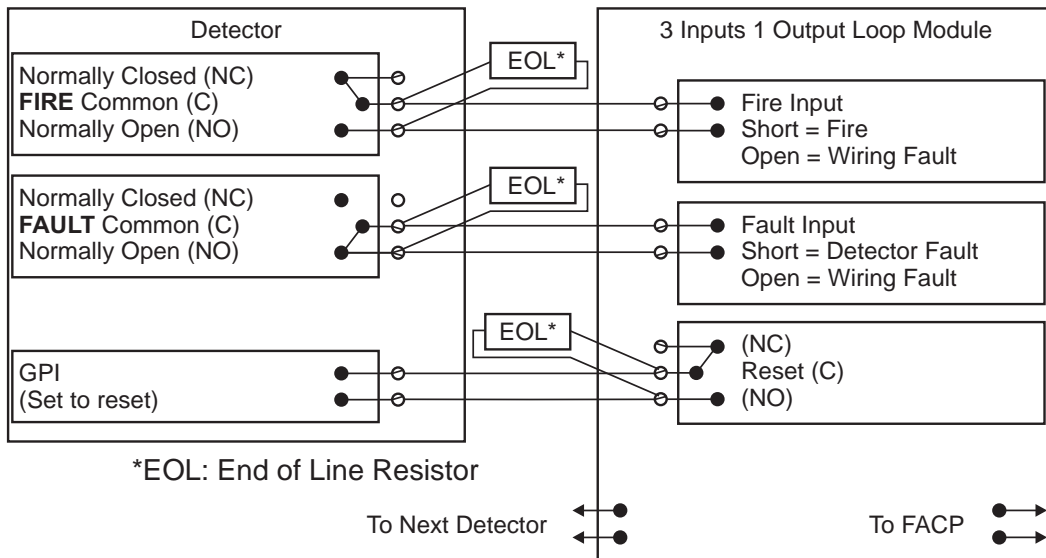 Detector
3 Inputs 1 Output Loop Module
EOL*
Normally Closed (NC)
FIRE Common (C)
Normally Open (NO)
Fire Input
Short = Fire
Open = Wiring Fault
EOL*
Normally Closed (NC)
FAULT Common (C)
Normally Open (NO)
Fault Input
Short = Detector Fault
Open = Wiring Fault
EOL*
GPI
(Set to reset)
(NC)
Reset (C)
(NO)
*EOL: End of Line Resistor
To Next Detector
To FACP